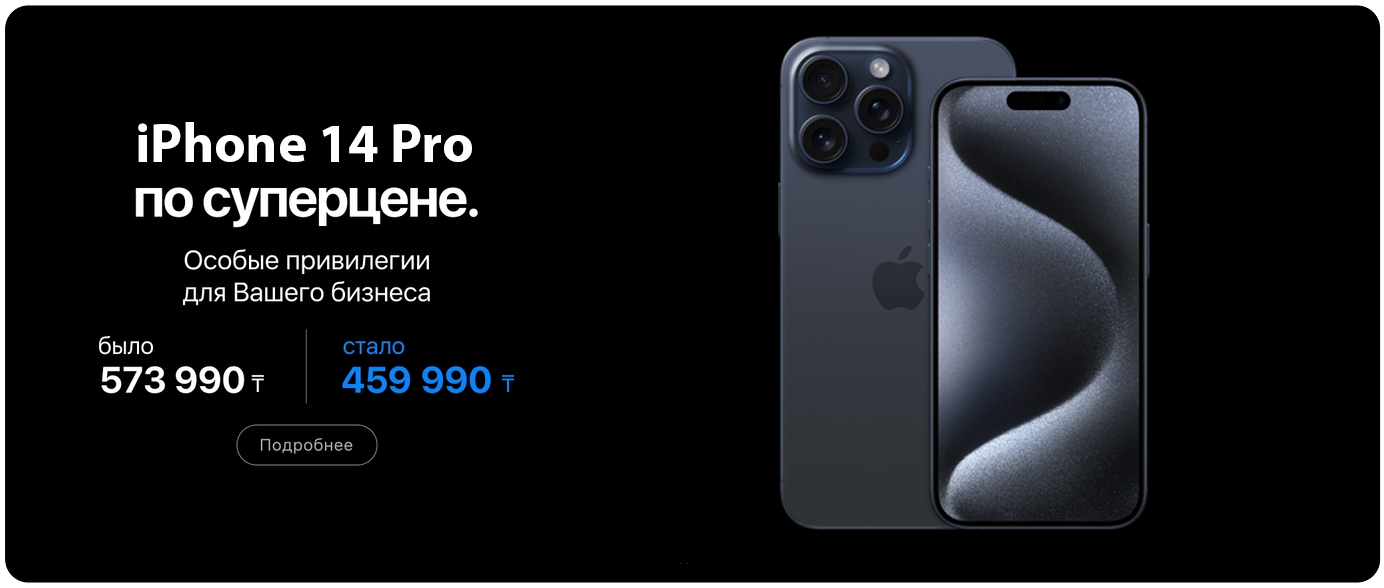 iPhone 14 Pro
по суперцене.
Особые привилегии
для Вашего бизнеса
было
573 990 ₸
стало
459 990 ₸
Подробнее